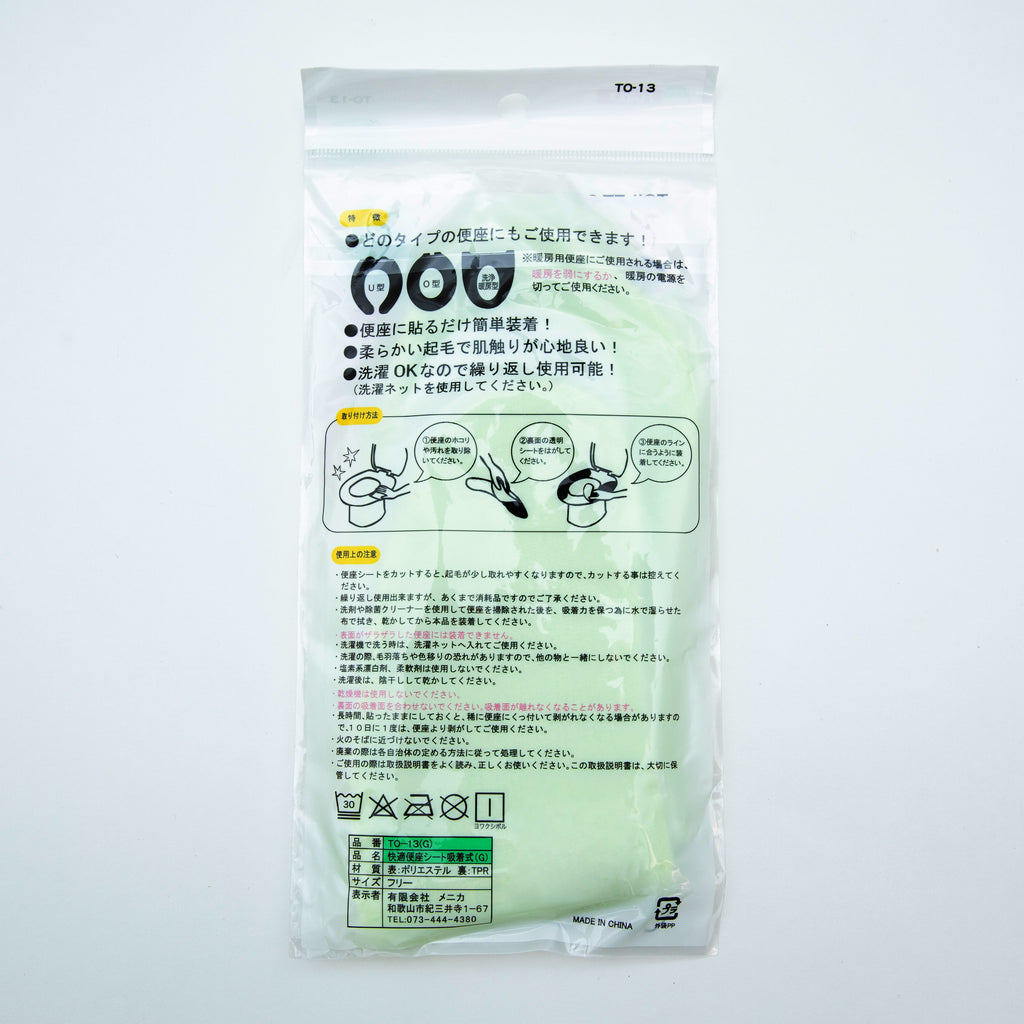 TO-13
特 徴
●どのタイプの便座にもご使用できます！
U型
O型
洗浄
暖房型
※暖房用便座にご使用される場合は、
暖房を弱にするか、暖房の電源を
切ってご使用ください。
●便座に貼るだけ簡単装着！
●柔らかい起毛で肌触りが心地良い！
●洗濯OKなので繰り返し使用可能！
（洗濯ネットを使用してください。）
取り付け方法
①便座のホコリ
や汚れを取り除
いてください。
②裏面の透明
シートをはがして
ください。
③便座のライン
に合うように装
着してください。
使用上の注意
・便座シートをカットすると、起毛が少し取れやすくなりますので、カットする事は控えてく
ださい。
・繰り返し使用出来ますが、あくまで消耗品ですのでご了承ください。
・洗剤や除菌クリーナーを使用して便座を掃除された後を、吸着力を保つ為に水で湿らせた
布で拭き、乾かしてから本品を装着してください。
・表面がザラザラした便座には装着できません。
・洗濯機で洗う時は、洗濯ネットへ入れてご使用ください。
・洗濯の際、毛羽落ちや色移りの恐れがありますので、他の物と一緒にしないでください。
・塩素系漂白剤、柔軟剤は使用しないでください。
・洗濯後は、陰干しして乾かしてください。
・乾燥機は使用しないでください。
・裏面の吸着面を合わせないでください。吸着面が離れなくなることがあります。
・長時間、貼ったままにしておくと、稀に便座にくっ付いて剥がれなくなる場合がありますの
で、10日に1度は、便座より剥がしてご使用ください。
・火のそばに近づけないでください。
・廃棄の際は各自治体の定める方法に従って処理してください。
・ご使用の際は取扱説明書をよく読み、正しくお使いください。この取扱説明書は、大切に保
管してください。
30
ヨワクシボル
品 番 TO-13(G)
品 名 快適便座シート吸着式(G)
材 質 表：ポリエステル 裏：TPR
サイズ フリー
表示者 有限会社 メニカ
和歌山市紀三井寺1-67
TEL:073-444-4380
MADE IN CHINA
プラ
外袋PP